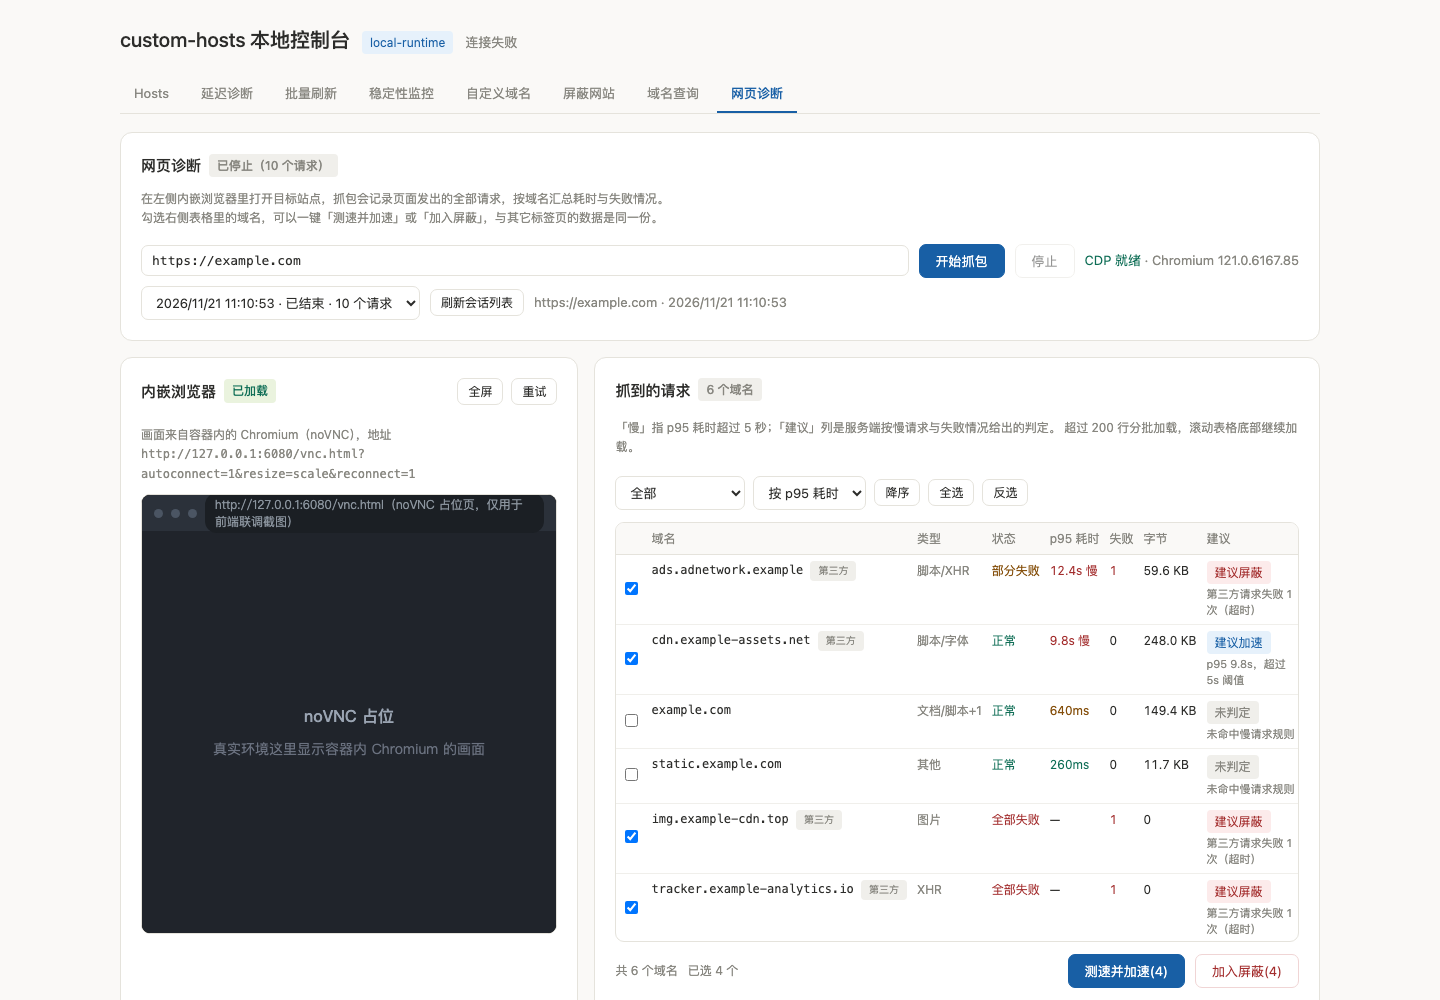 custom-hosts 本地控制台 local-runtime 连接失败
Hosts 延迟诊断 批量刷新 稳定性监控 自定义域名 屏蔽网站 域名查询 网页诊断
网页诊断 已停止（10 个请求）
在左侧内嵌浏览器里打开目标站点，抓包会记录页面发出的全部请求，按域名汇总耗时与失败情况。
勾选右侧表格里的域名，可以一键「测速并加速」或「加入屏蔽」，与其它标签页的数据是同一份。
https://example.com 开始抓包 停止 CDP 就绪 · Chromium 121.0.6167.85
2026/11/21 11:10:53 · 已结束 · 10 个请求 刷新会话列表 https://example.com · 2026/11/21 11:10:53
内嵌浏览器 已加载 全屏 重试
画面来自容器内的 Chromium（noVNC），地址
http://127.0.0.1:6080/vnc.html?
autoconnect=1&resize=scale&reconnect=1
http://127.0.0.1:6080/vnc.html（noVNC 占位页，仅用于
前端联调截图）
noVNC 占位
真实环境这里显示容器内 Chromium 的画面
抓到的请求 6 个域名
「慢」指 p95 耗时超过 5 秒；「建议」列是服务端按慢请求与失败情况给出的判定。 超过 200 行分批加载，滚动表格底部继续加
载。
全部 按 p95 耗时 降序 全选 反选
域名 类型 状态 p95 耗时 失败 字节 建议
ads.adnetwork.example 第三方 脚本/XHR 部分失败 12.4s 慢 1 59.6 KB 建议屏蔽
第三方请求失败 1
次（超时）
cdn.example-assets.net 第三方 脚本/字体 正常 9.8s 慢 0 248.0 KB 建议加速
p95 9.8s，超过
5s 阈值
example.com 文档/脚本+1 正常 640ms 0 149.4 KB 未判定
未命中慢请求规则
static.example.com 其他 正常 260ms 0 11.7 KB 未判定
未命中慢请求规则
img.example-cdn.top 第三方 图片 全部失败 — 1 0 建议屏蔽
第三方请求失败 1
次（超时）
tracker.example-analytics.io 第三方 XHR 全部失败 — 1 0 建议屏蔽
第三方请求失败 1
次（超时）
共 6 个域名 已选 4 个 测速并加速(4) 加入屏蔽(4)